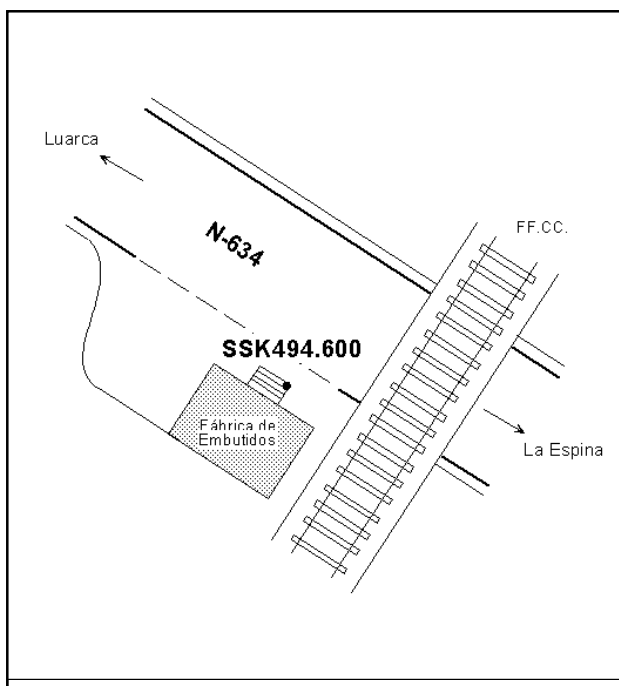 Luarca
N-634
FF.CC.
SSK494.600
Fábrica de
Embutidos
La Espina